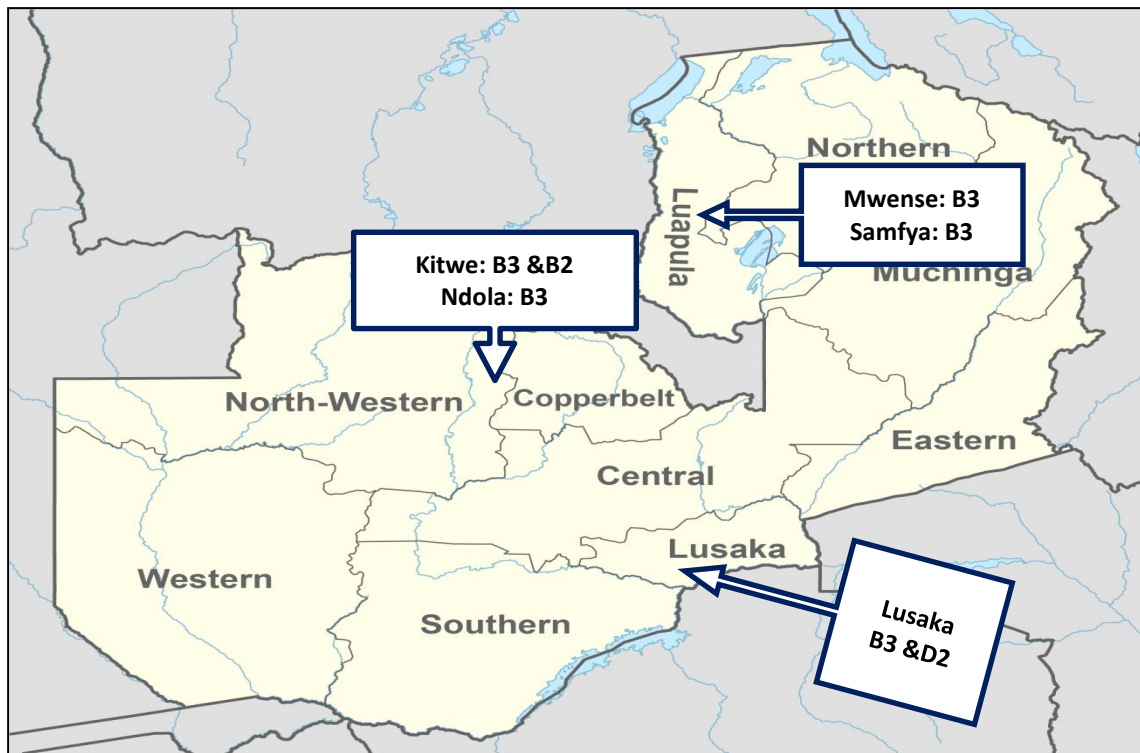 Northern
Luapula
Mwense: B3
Samfya: B3
Muchinga
Kitwe: B3 &B2
Ndola: B3
North-Western
Copperbelt
Eastern
Central
Lusaka
Western
Southern
Lusaka
B3 &D2